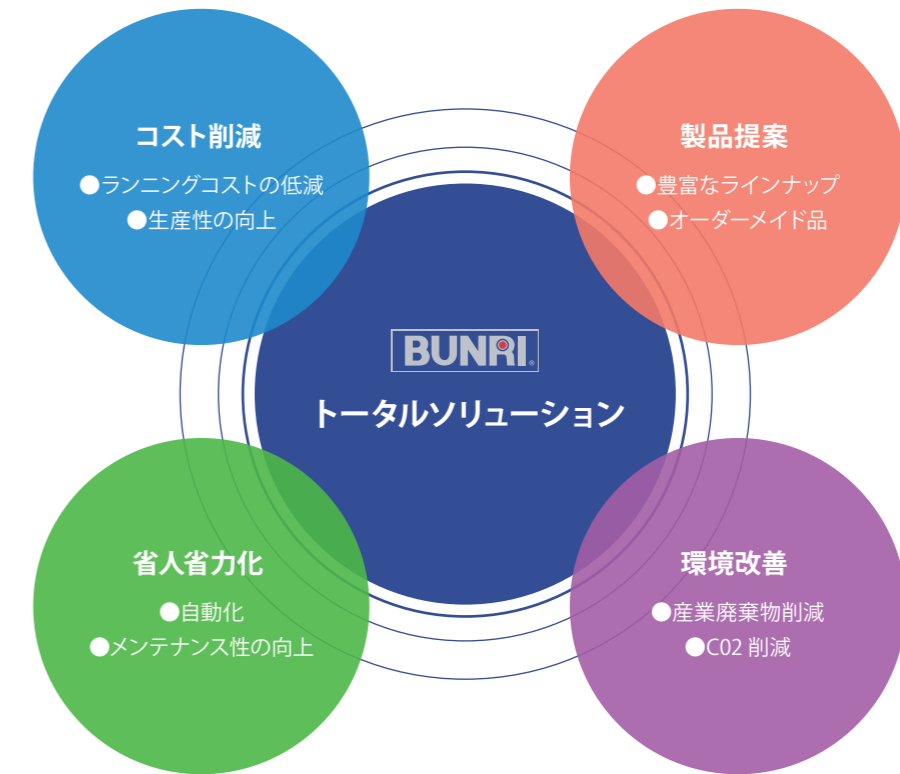 コスト削減
●ランニングコストの低減
●生産性の向上
製品提案
●豊富なラインナップ
●オーダーメイド品
BUNRI®
トータルソリューション
省人省力化
●自動化
●メンテナンス性の向上
環境改善
●産業廃棄物削減
●C02 削減